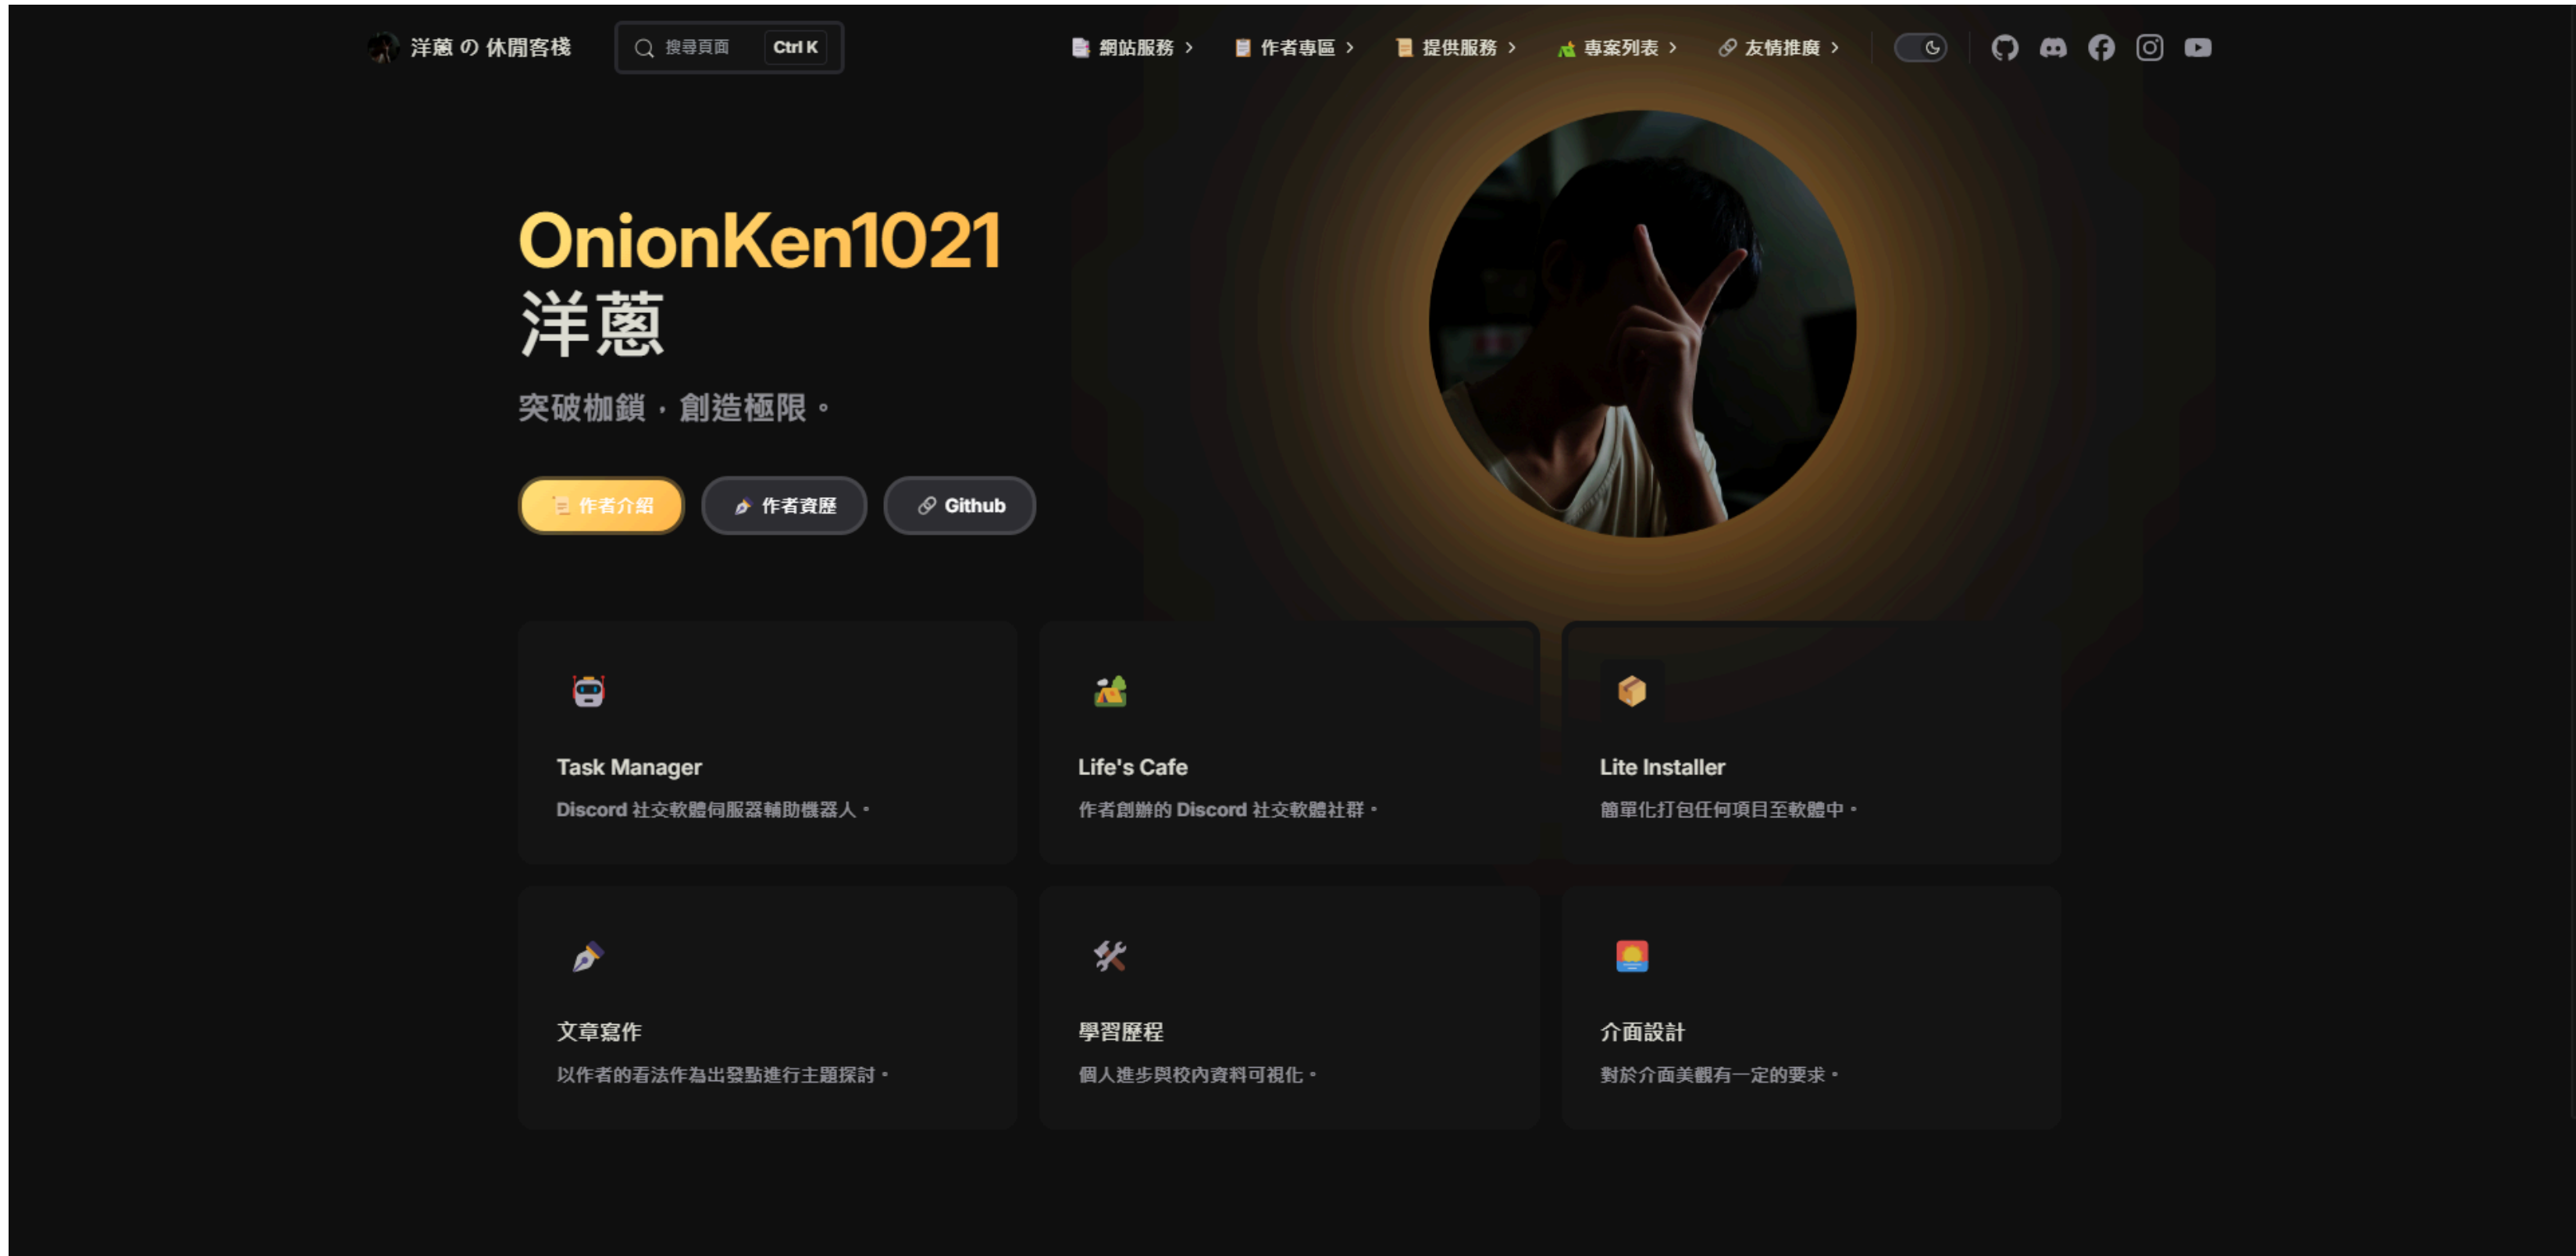 洋蔥 の 休閒客棧
搜尋頁面 Ctrl K
網站服務
作者專區
提供服務
專案列表
友情推廣
OnionKen1021
洋蔥
突破枷鎖，創造極限。
作者介紹
作者資歷
Github
Task Manager
Discord 社交軟體伺服器輔助機器人。
Life's Cafe
作者創辦的 Discord 社交軟體社群。
Lite Installer
簡單化打包任何項目至軟體中。
文章寫作
以作者的看法作為出發點進行主題探討。
學習歷程
個人進步與校內資料可視化。
介面設計
對於介面美觀有一定的要求。